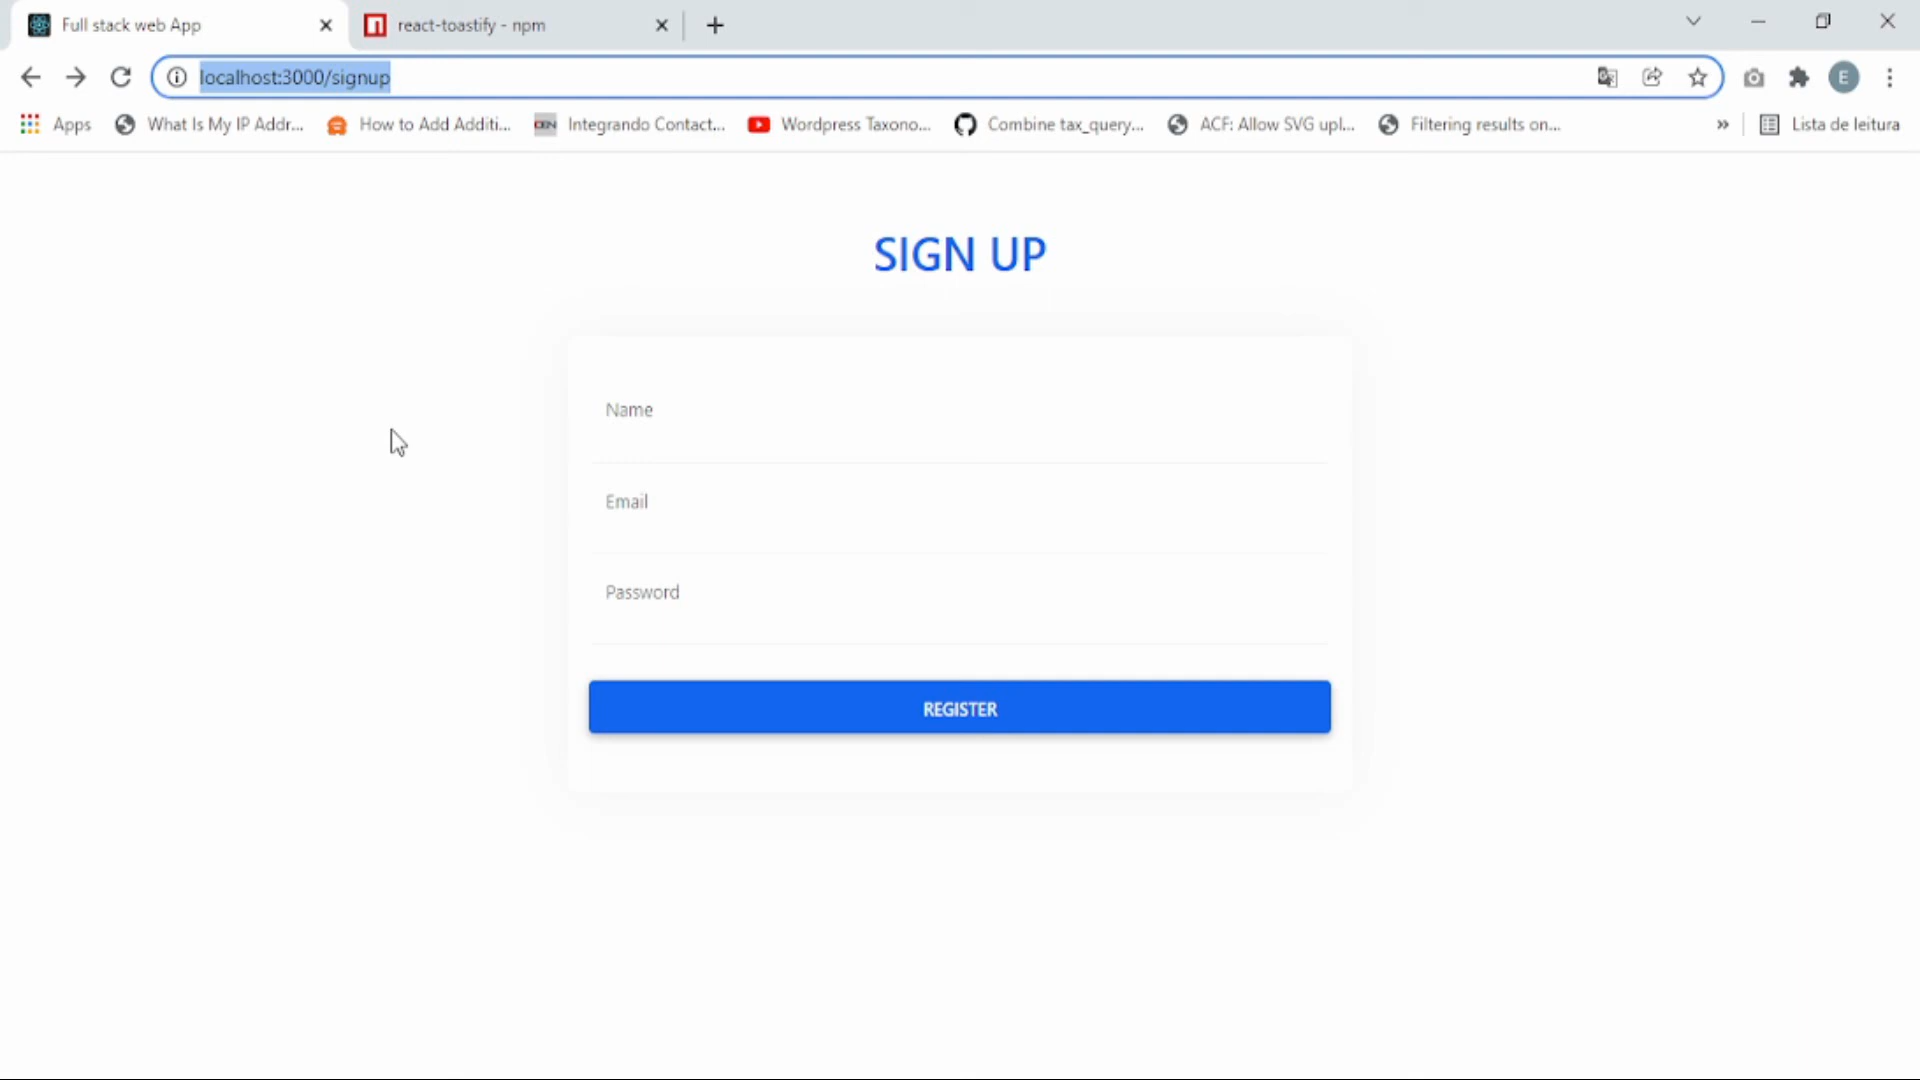 Full stack web App
react-toastify - npm
localhost:3000/signup
E
Apps
What Is My IP Addr...
How to Add Additi...
Integrando Contact...
Wordpress Taxono...
Combine tax_query...
ACF: Allow SVG upl...
Filtering results on...
»
Lista de leitura
SIGN UP
Name
Email
Password
REGISTER